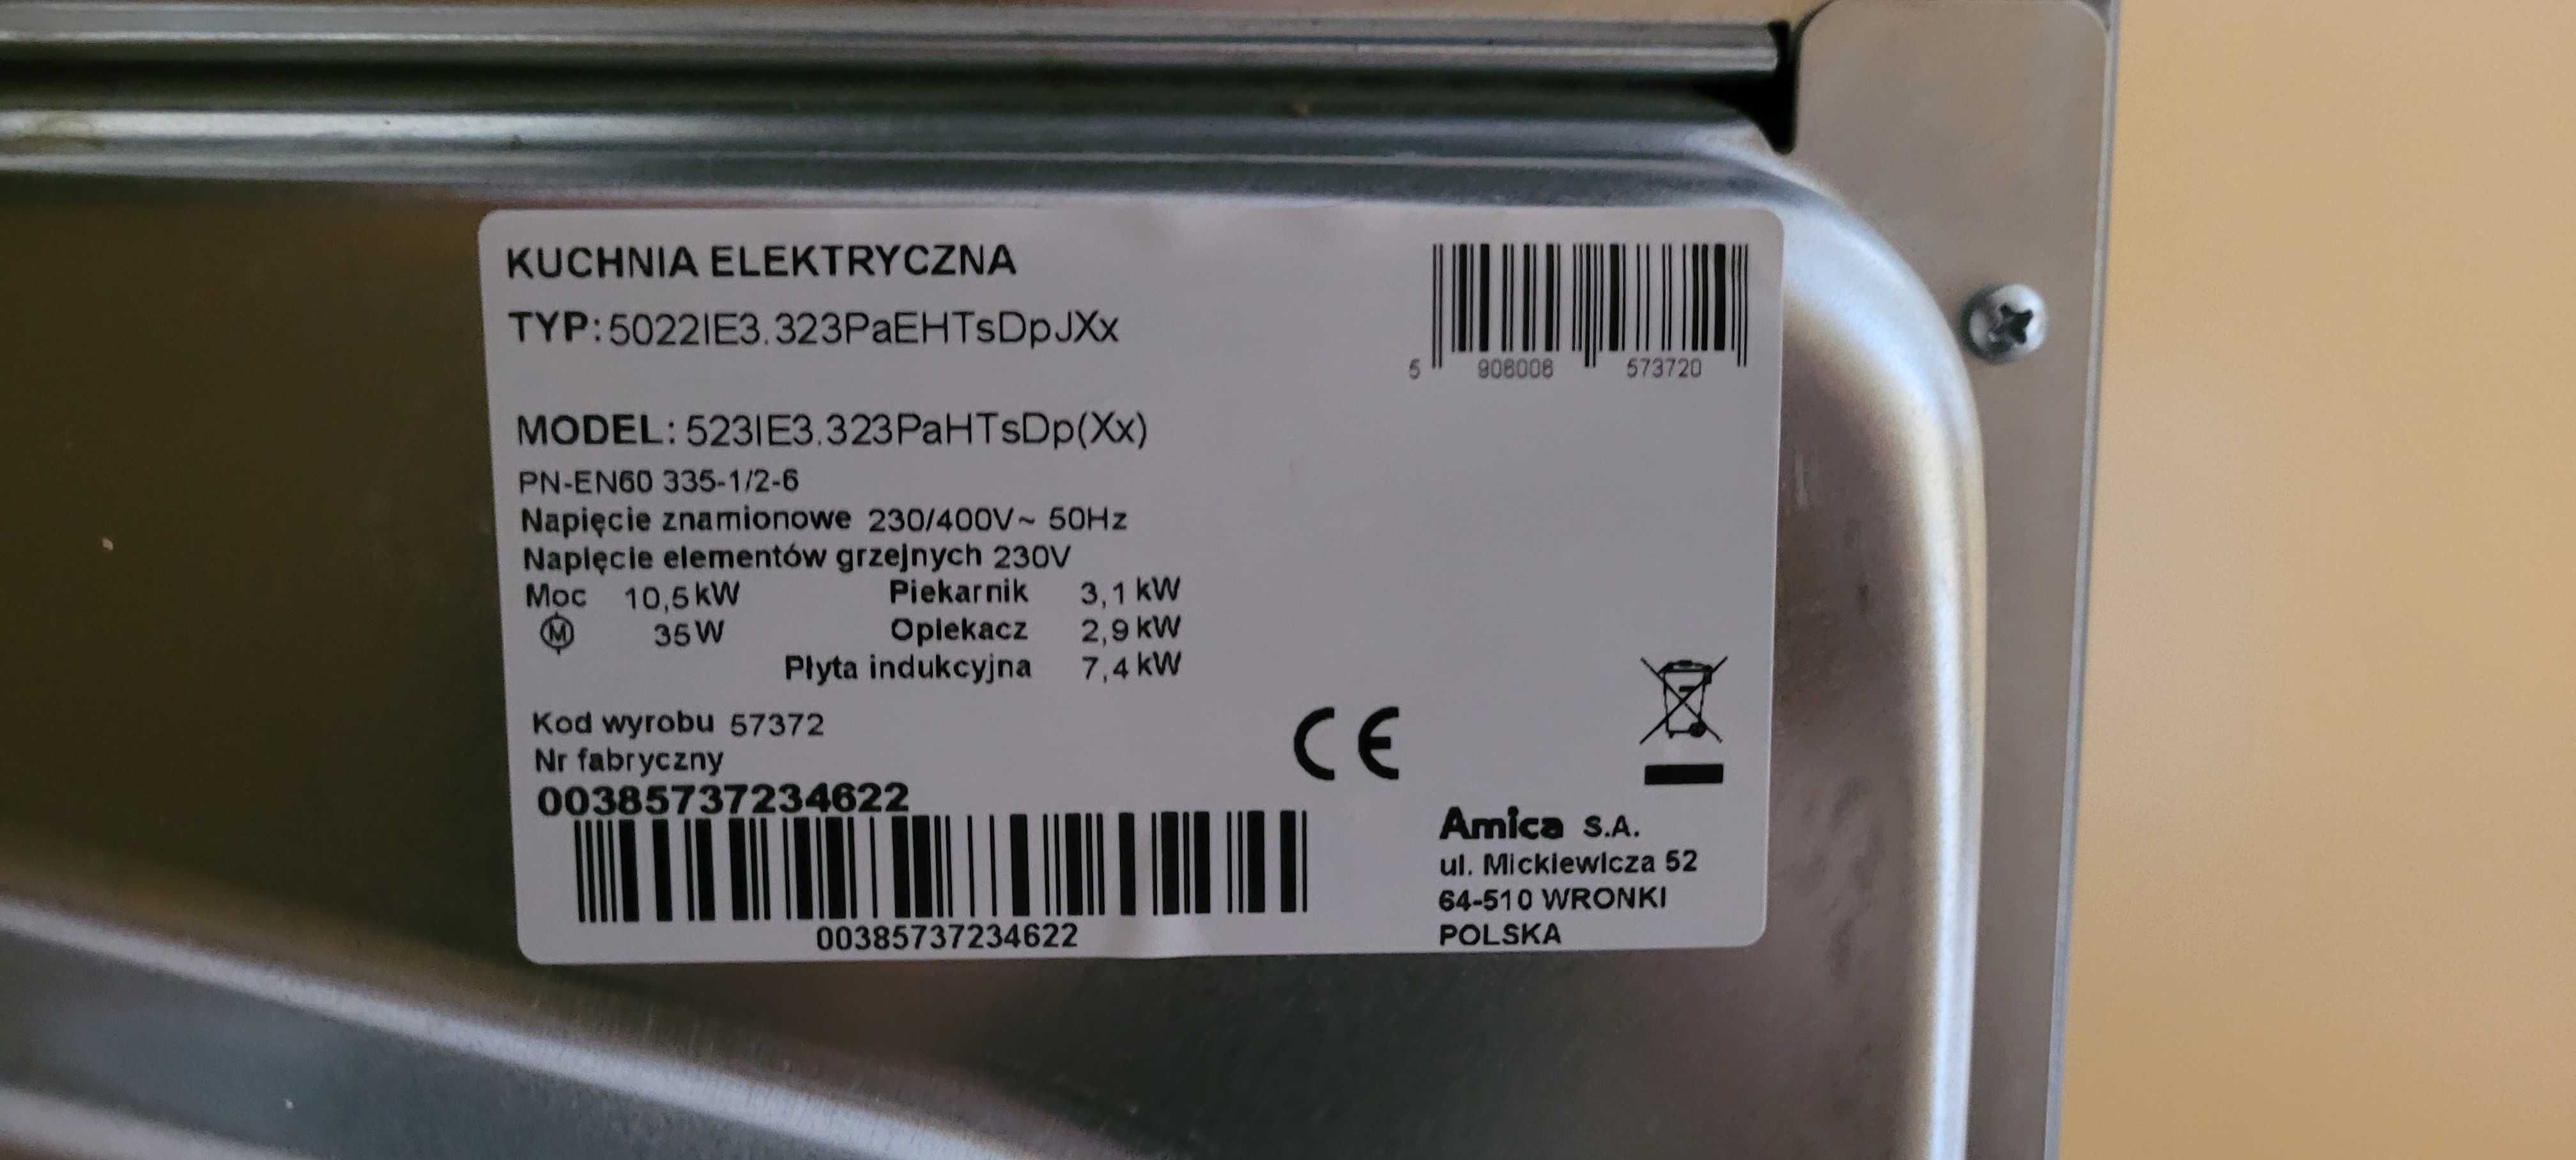 KUCHNIA ELEKTRYCZNA
TYP: 5022IE3.323PaEHTsDpJXx
5 908008 573720
MODEL: 523IE3.323PaHTsDp(Xx)
PN-EN60 335-1/2-6
Napięcie znamionowe 230/400V~ 50Hz
Napięcie elementów grzejnych 230V
Moc 10,5kW Piekarnik 3,1 kW
M 35W Opiekacz 2,9 kW
Płyta indukcyjna 7,4 kW
Kod wyrobu 57372
Nr fabryczny
00385737234622
00385737234622
CE
Amica S.A.
ul. Mickiewicza 52
64-510 WRONKI
POLSKA